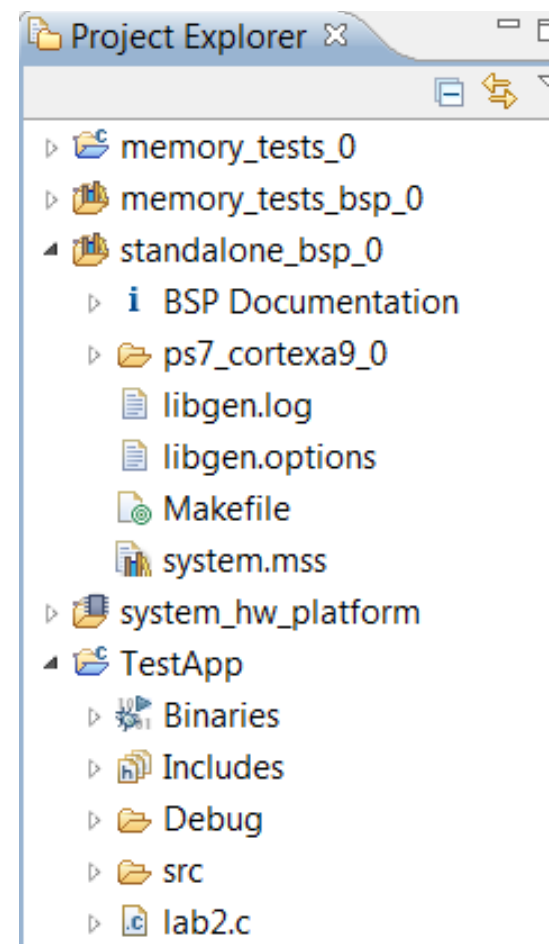 Project Explorer
memory_tests_0
memory_tests_bsp_0
standalone_bsp_0
i BSP Documentation
ps7_cortexa9_0
libgen.log
libgen.options
Makefile
system.mss
system_hw_platform
TestApp
Binaries
Includes
Debug
src
lab2.c